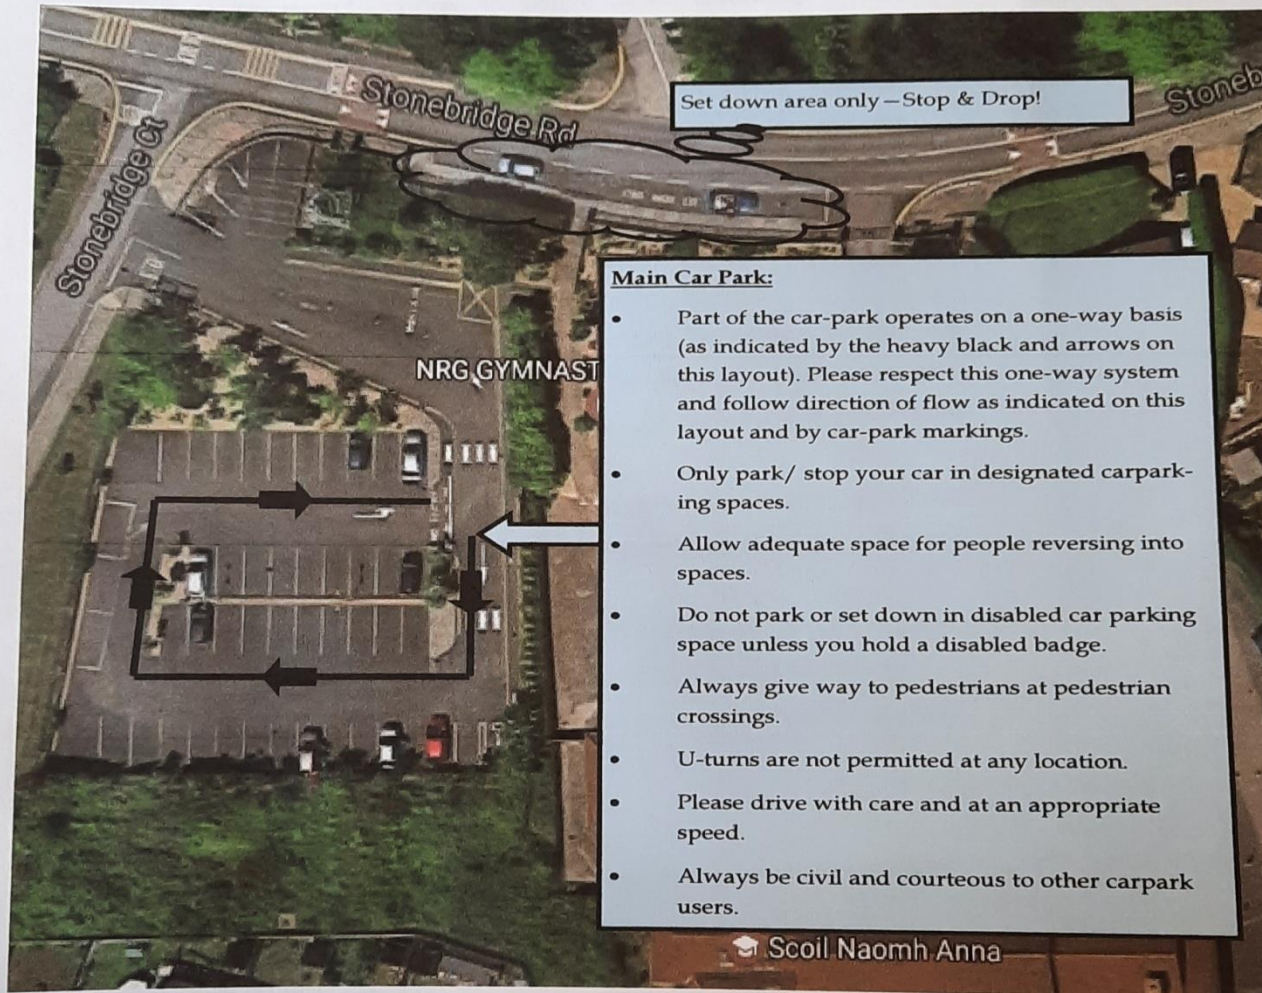 Stonebridge Rd
Set down area only—Stop & Drop!
Stoneb
Stonebridge Ct
Main Car Park:
• Part of the car-park operates on a one-way basis
(as indicated by the heavy black and arrows on
this layout). Please respect this one-way system
and follow direction of flow as indicated on this
layout and by car-park markings.
• Only park/ stop your car in designated carpark-
ing spaces.
• Allow adequate space for people reversing into
spaces.
• Do not park or set down in disabled car parking
space unless you hold a disabled badge.
• Always give way to pedestrians at pedestrian
crossings.
• U-turns are not permitted at any location.
• Please drive with care and at an appropriate
speed.
• Always be civil and courteous to other carpark
users.
NRG GYMNAST
Scoil Naomh Anna